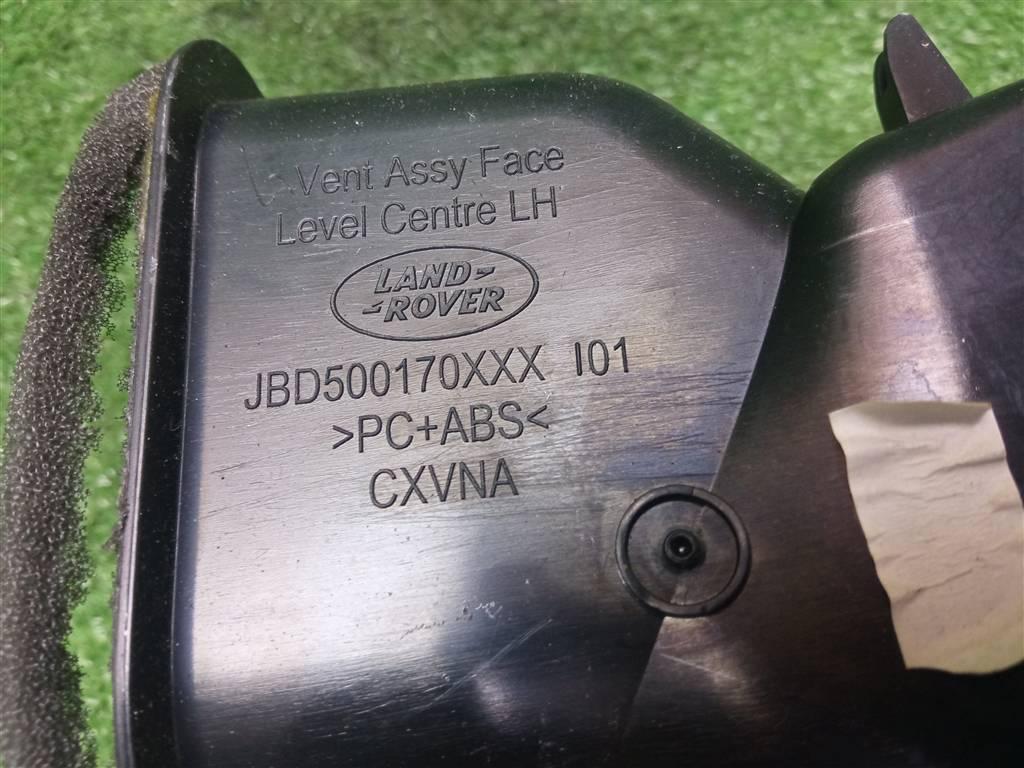 Vent Assy Face
Level Centre LH
LAND-
-ROVER
JBD500170XXX I01
>PC+ABS<
CXVNA